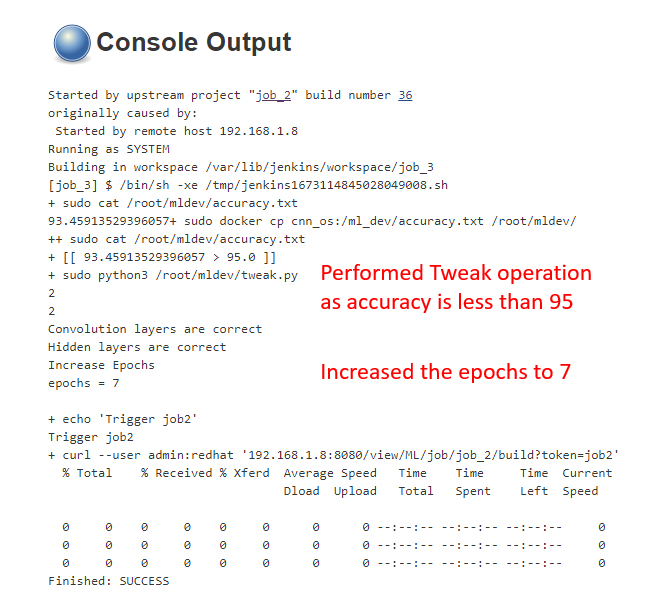 Console Output
Started by upstream project "job_2" build number 36
originally caused by:
 Started by remote host 192.168.1.8
Running as SYSTEM
Building in workspace /var/lib/jenkins/workspace/job_3
[job_3] $ /bin/sh -xe /tmp/jenkins1673114845028049008.sh
+ sudo cat /root/mldev/accuracy.txt
93.45913529396057+ sudo docker cp cnn_os:/ml_dev/accuracy.txt /root/mldev/
++ sudo cat /root/mldev/accuracy.txt
+ [[ 93.45913529396057 > 95.0 ]]
+ sudo python3 /root/mldev/tweak.py
Performed Tweak operation
as accuracy is less than 95
2
2
Convolution layers are correct
Hidden layers are correct
Increase Epochs
epochs = 7
Increased the epochs to 7
+ echo 'Trigger job2'
Trigger job2
+ curl --user admin:redhat '192.168.1.8:8080/view/ML/job/job_2/build?token=job2'
  % Total    % Received % Xferd  Average Speed   Time    Time     Time  Current
                                 Dload  Upload   Total   Spent    Left  Speed
  0     0    0     0    0     0      0      0 --:--:-- --:--:-- --:--:--     0
  0     0    0     0    0     0      0      0 --:--:-- --:--:-- --:--:--     0
  0     0    0     0    0     0      0      0 --:--:-- --:--:-- --:--:--     0
Finished: SUCCESS